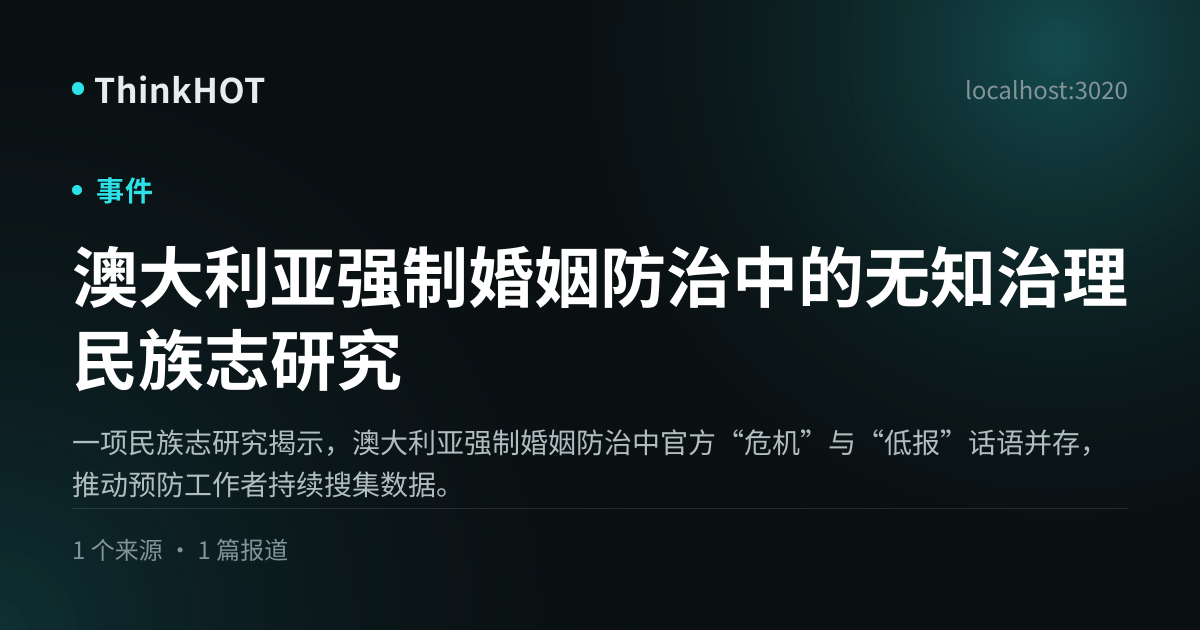 ThinkHOT
localhost:3020
事件
澳大利亚强制婚姻防治中的无知治理
民族志研究
一项民族志研究揭示，澳大利亚强制婚姻防治中官方“危机”与“低报”话语并存，
推动预防工作者持续搜集数据。
1 个来源 · 1 篇报道